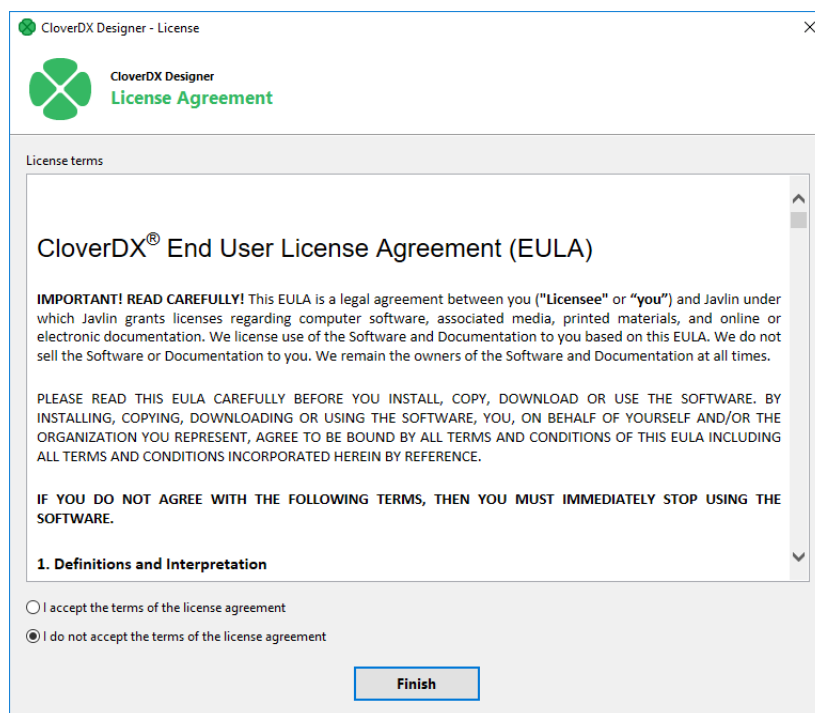 CloverDX Designer - License
CloverDX Designer
License Agreement
License terms
CloverDX® End User License Agreement (EULA)
IMPORTANT! READ CAREFULLY! This EULA is a legal agreement between you ("Licensee" or “you”) and Javlin under
which Javlin grants licenses regarding computer software, associated media, printed materials, and online or
electronic documentation. We license use of the Software and Documentation to you based on this EULA. We do not
sell the Software or Documentation to you. We remain the owners of the Software and Documentation at all times.
PLEASE READ THIS EULA CAREFULLY BEFORE YOU INSTALL, COPY, DOWNLOAD OR USE THE SOFTWARE. BY
INSTALLING, COPYING, DOWNLOADING OR USING THE SOFTWARE, YOU, ON BEHALF OF YOURSELF AND/OR THE
ORGANIZATION YOU REPRESENT, AGREE TO BE BOUND BY ALL TERMS AND CONDITIONS OF THIS EULA INCLUDING
ALL TERMS AND CONDITIONS INCORPORATED HEREIN BY REFERENCE.
IF YOU DO NOT AGREE WITH THE FOLLOWING TERMS, THEN YOU MUST IMMEDIATELY STOP USING THE
SOFTWARE.
1. Definitions and Interpretation
I accept the terms of the license agreement
I do not accept the terms of the license agreement
Finish